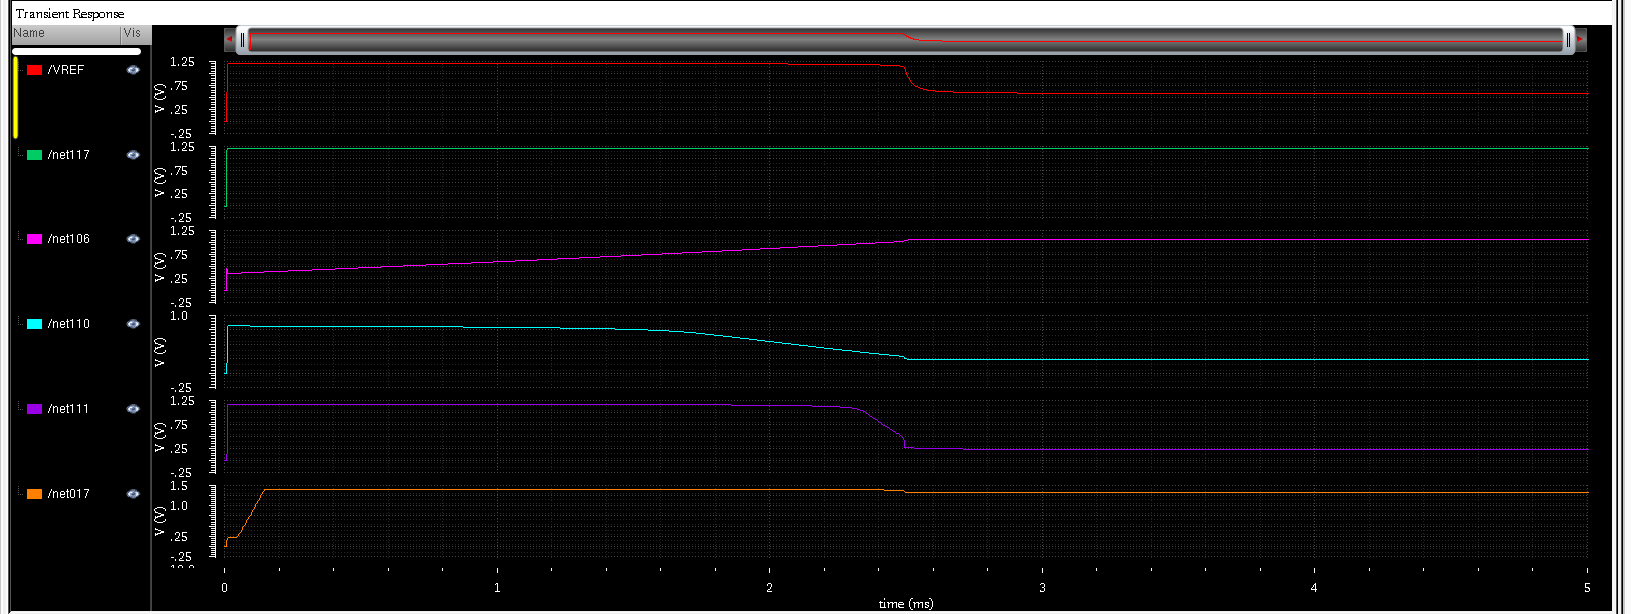 Transient Response
Name Vis
/VREF
1.25
.75
.25
-.25
V (V)
/net117
1.25
.75
.25
-.25
V (V)
/net106
1.25
.75
.25
-.25
V (V)
/net110
1.0
-.25
V (V)
/net111
1.25
.75
.25
-.25
V (V)
/net017
1.5
1.0
.25
-.25
V (V)
0 1 2 3 4 5
time (ms)